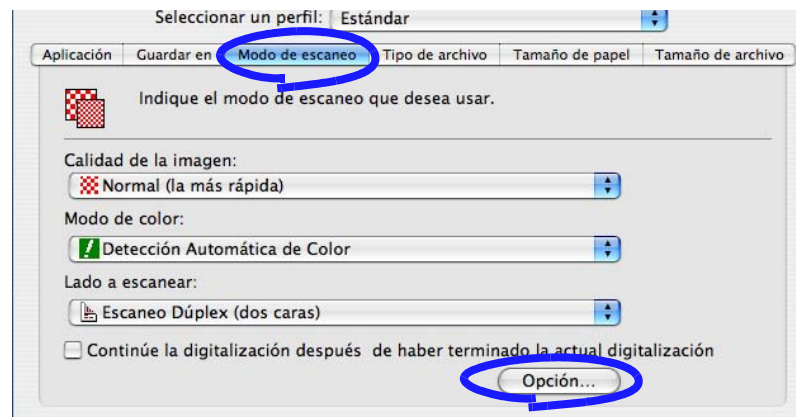 Seleccionar un perfil: Estándar
Aplicación Guardar en Modo de escaneo Tipo de archivo Tamaño de papel Tamaño de archivo
Indique el modo de escaneo que desea usar.
Calidad de la imagen:
Normal (la más rápida)
Modo de color:
Detección Automática de Color
Lado a escanear:
Escaneo Dúplex (dos caras)
Continúe la digitalización después de haber terminado la actual digitalización
Opción...